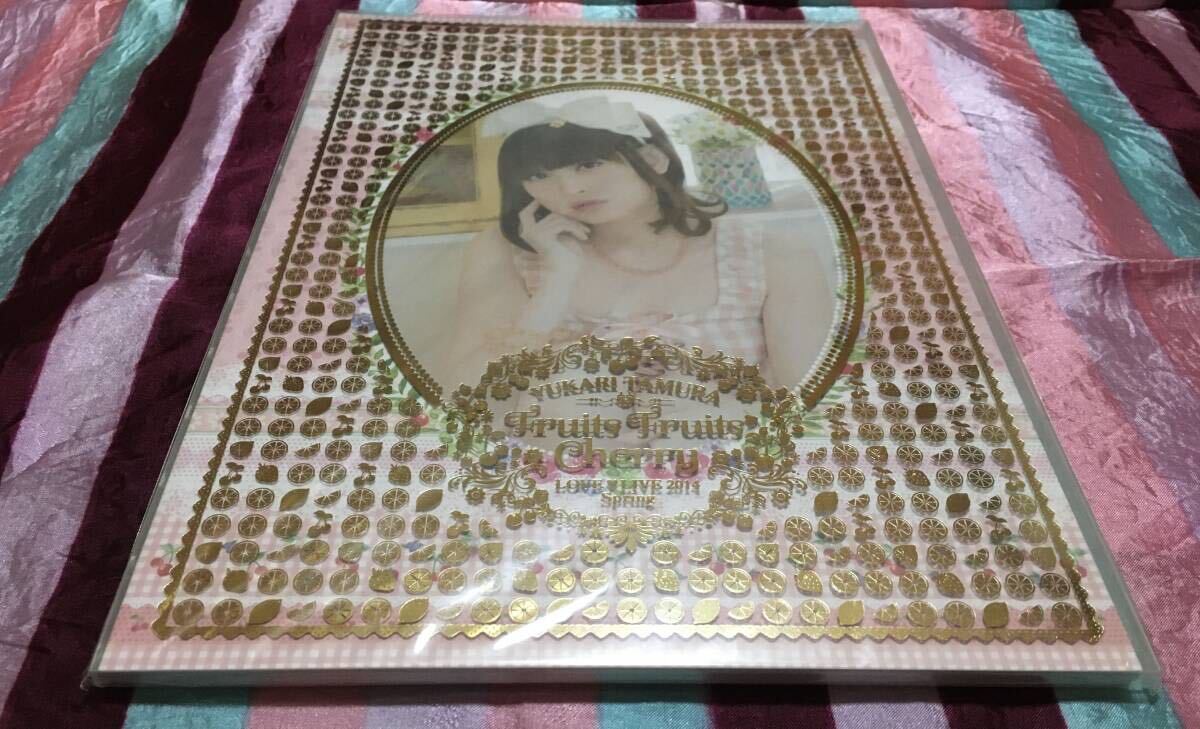 YUKARI TAMURA
Fruits Fruits
Cherry
LOVE ♥ LIVE 2014
Spring